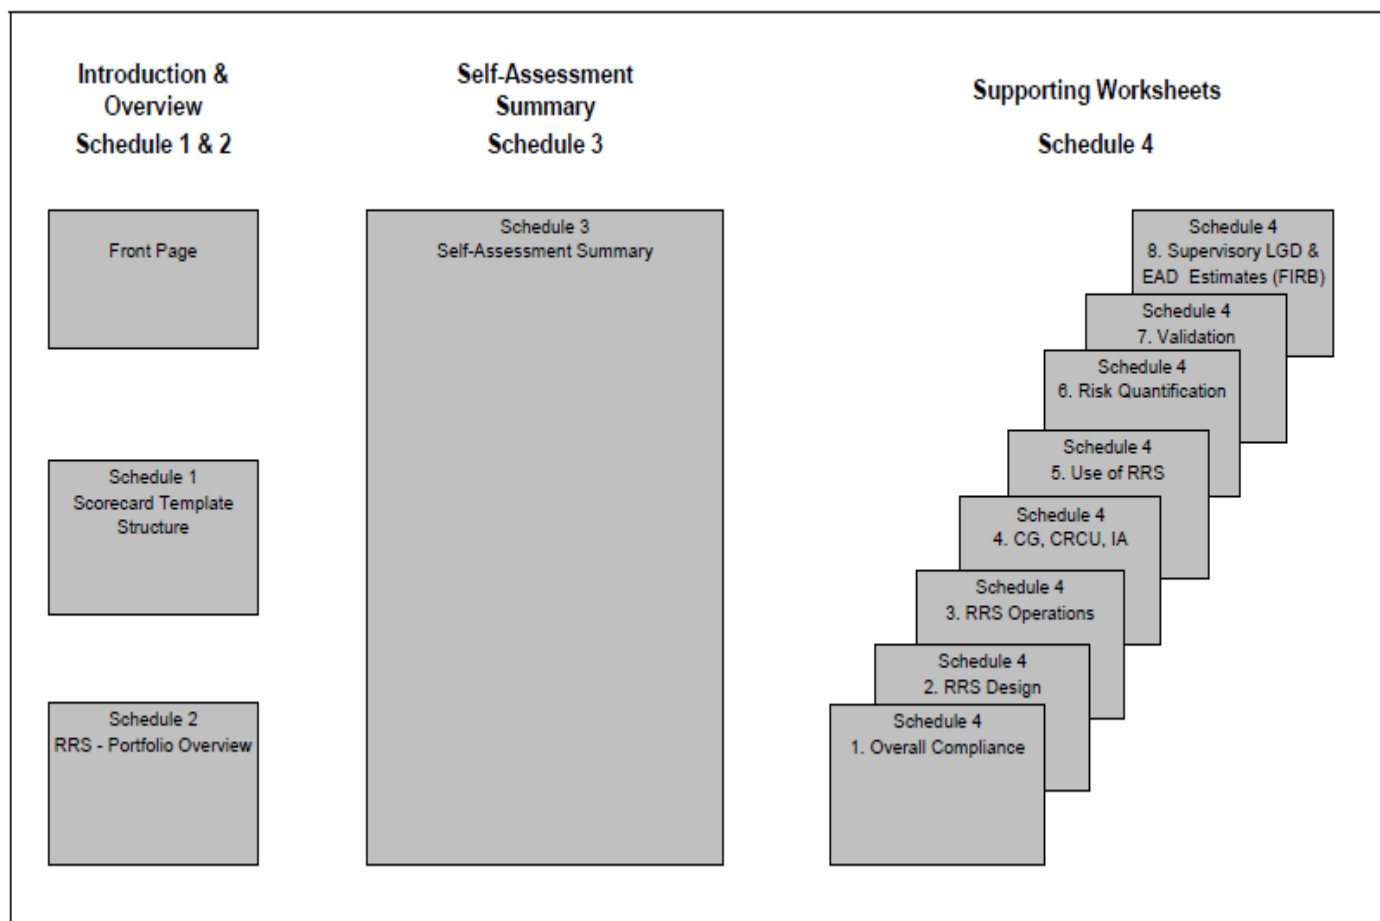 Introduction &
Overview
Schedule 1 & 2
Self-Assessment
Summary
Schedule 3
Supporting Worksheets
Schedule 4
Front Page
Schedule 1
Scorecard Template
Structure
Schedule 2
RRS - Portfolio Overview
Schedule 3
Self-Assessment Summary
Schedule 4
8. Supervisory LGD &
EAD Estimates (FIRB)
Schedule 4
7. Validation
Schedule 4
6. Risk Quantification
Schedule 4
5. Use of RRS
Schedule 4
4. CG, CRCU, IA
Schedule 4
3. RRS Operations
Schedule 4
2. RRS Design
Schedule 4
1. Overall Compliance